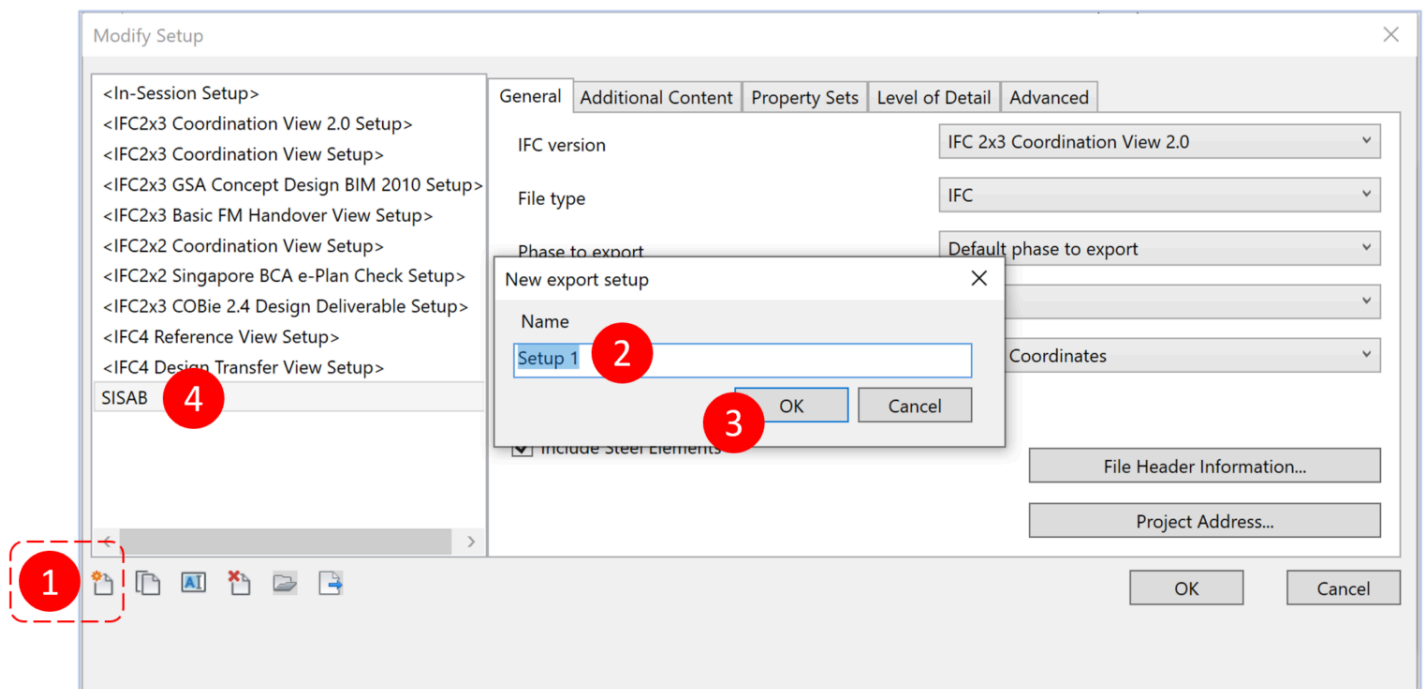 Modify Setup
<In-Session Setup>
<IFC2x3 Coordination View 2.0 Setup>
<IFC2x3 Coordination View Setup>
<IFC2x3 GSA Concept Design BIM 2010 Setup>
<IFC2x3 Basic FM Handover View Setup>
<IFC2x2 Coordination View Setup>
<IFC2x2 Singapore BCA e-Plan Check Setup>
<IFC2x3 COBie 2.4 Design Deliverable Setup>
<IFC4 Reference View Setup>
<IFC4 Design Transfer View Setup>
SISAB 4
General Additional Content Property Sets Level of Detail Advanced
IFC version IFC 2x3 Coordination View 2.0
File type IFC
Phase to export Default phase to export
Coordinates
New export setup
Name
Setup 1 2
3 OK Cancel
Include Steel Elements
File Header Information...
Project Address...
1
OK Cancel